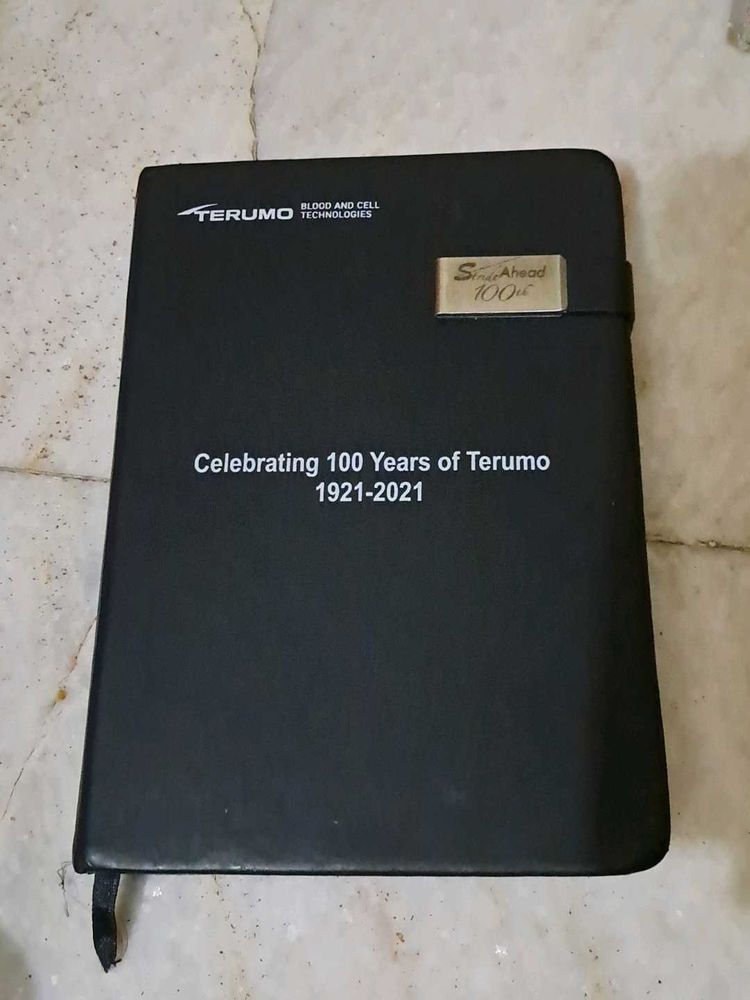 TERUMO BLOOD AND CELL
TECHNOLOGIES
Stride Ahead
100th
Celebrating 100 Years of Terumo
1921-2021